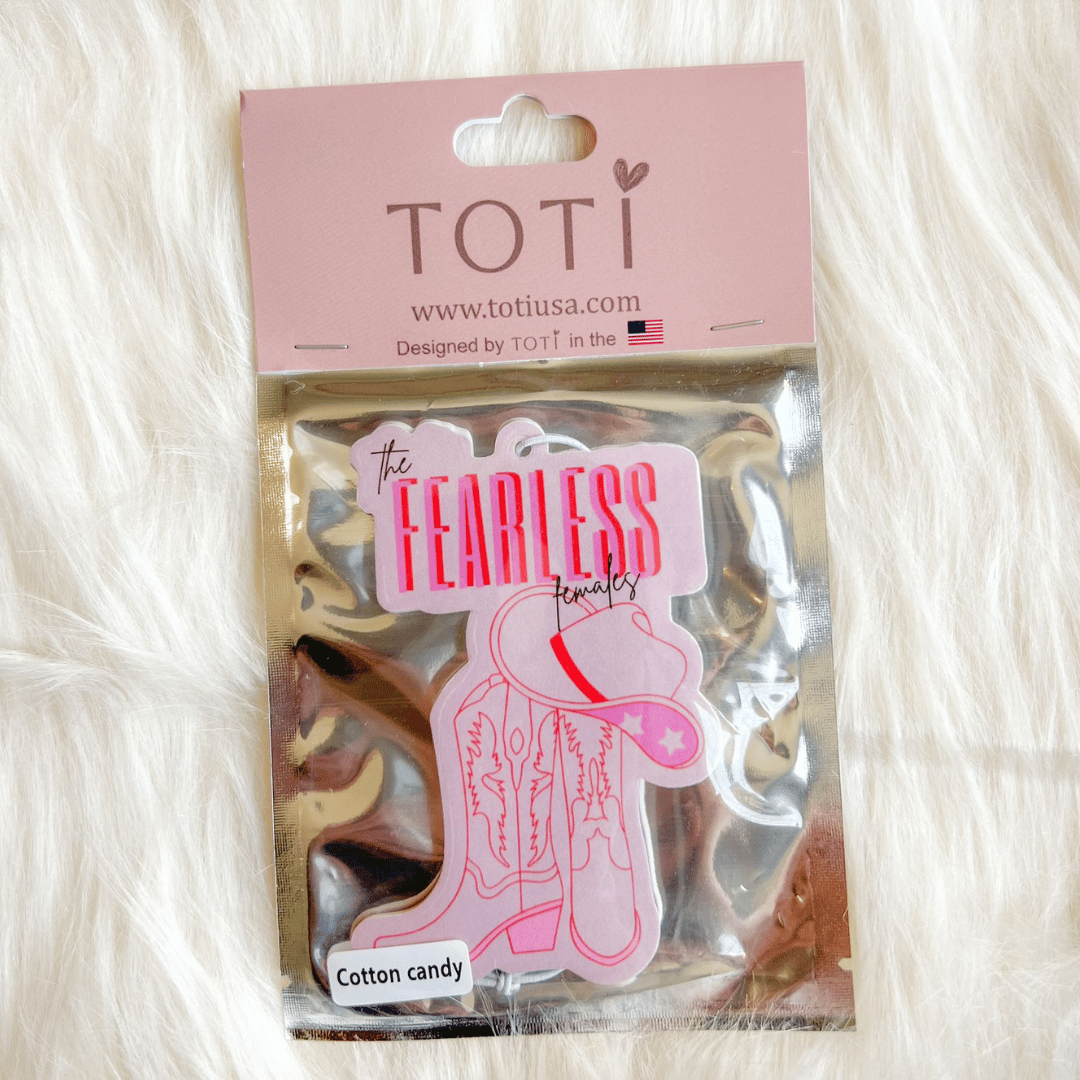 TOTi
www.totiusa.com
Designed by TOTi in the
the
FEARLESS
females
Cotton candy